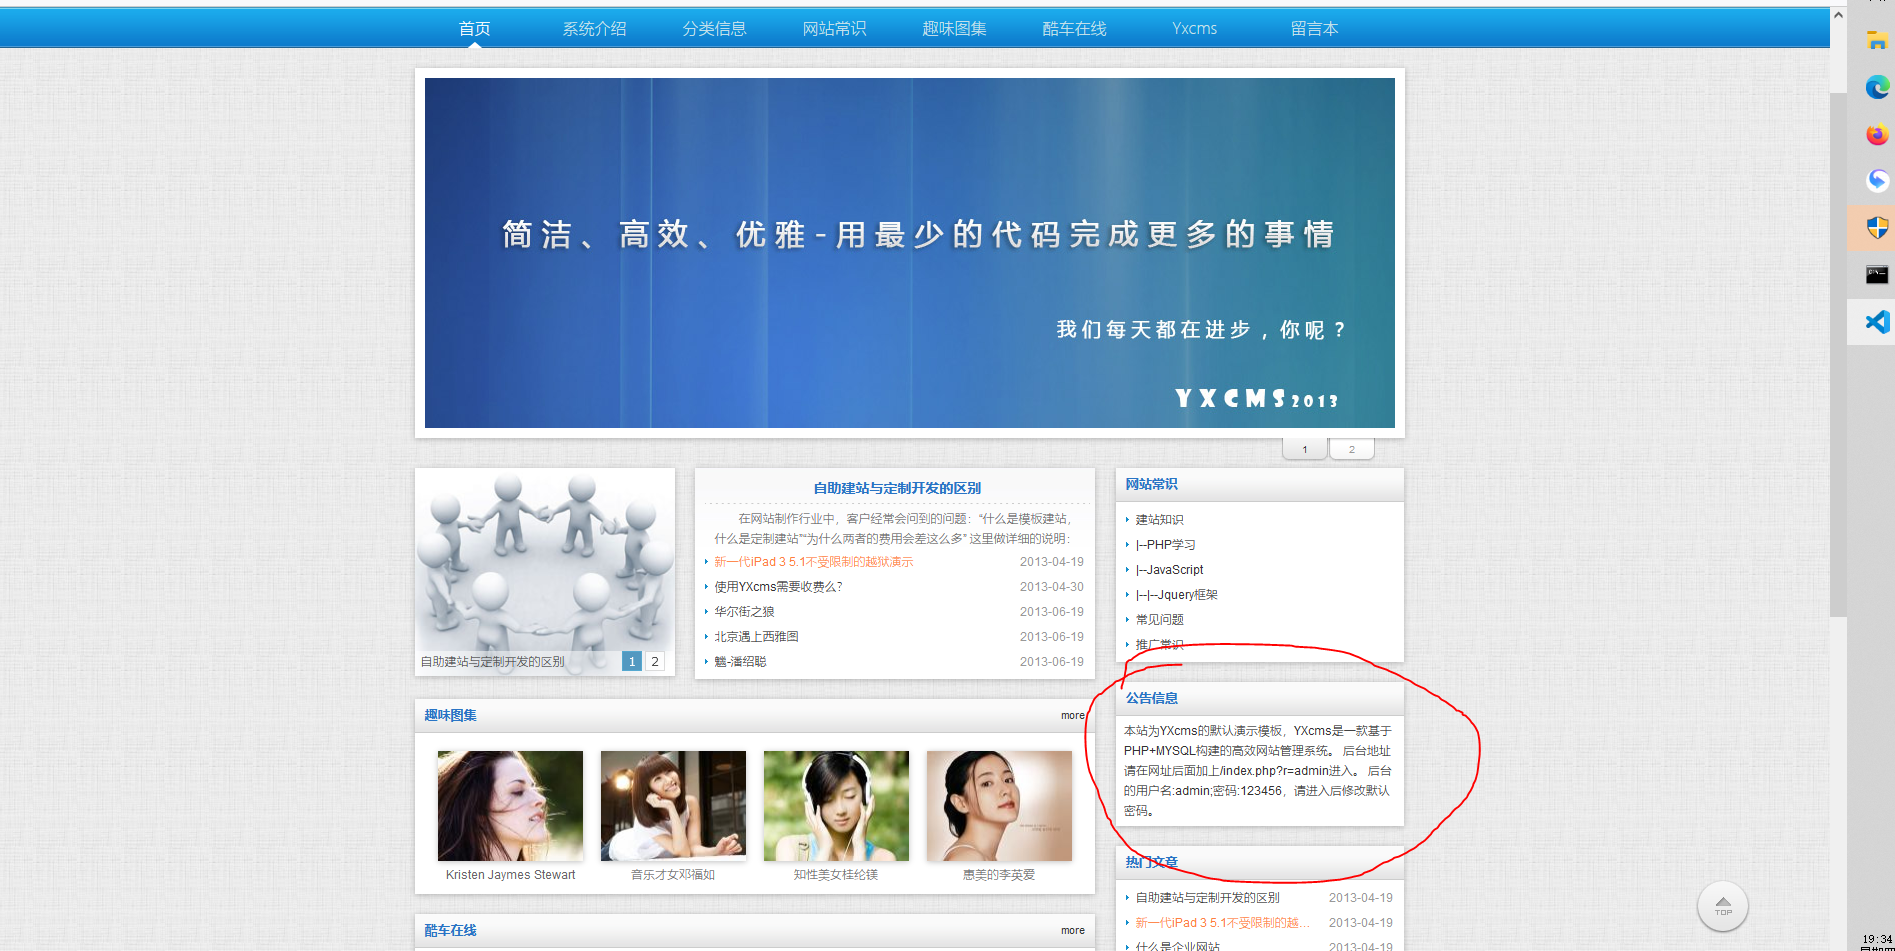 首页 系统介绍 分类信息 网站常识 趣味图集 酷车在线 Yxcms 留言本
简洁、高效、优雅-用最少的代码完成更多的事情
我们每天都在进步，你呢？
YXCMS2013
1 2
自助建站与定制开发的区别
1 2
自助建站与定制开发的区别
在网站制作行业中，客户经常会问到的问题：“什么是模板建站，
什么是定制建站”“为什么两者的费用会差这么多” 这里做详细的说明：
新一代iPad 3 5.1不受限制的越狱演示 2013-04-19
使用YXcms需要收费么？ 2013-04-30
华尔街之狼 2013-06-19
北京遇上西雅图 2013-06-19
-潘绍聪 2013-06-19
网站常识
建站知识
|--PHP学习
|--JavaScript
|--|--Jquery框架
常见问题
推广常识
公告信息
本站为YXcms的默认演示模板，YXcms是一款基于
PHP+MYSQL构建的高效网站管理系统。 后台地址
请在网址后面加上/index.php?r=admin进入。 后台
的用户名:admin;密码:123456，请进入后修改默认
密码。
趣味图集 more
Kristen Jaymes Stewart 音乐才女邓福如 知性美女桂纶镁 惠美的李英爱
热门文章
自助建站与定制开发的区别 2013-04-19
新一代iPad 3 5.1不受限制的越... 2013-04-19
什么是企业网站 2013-04-19
酷车在线 more
TOP
19:34